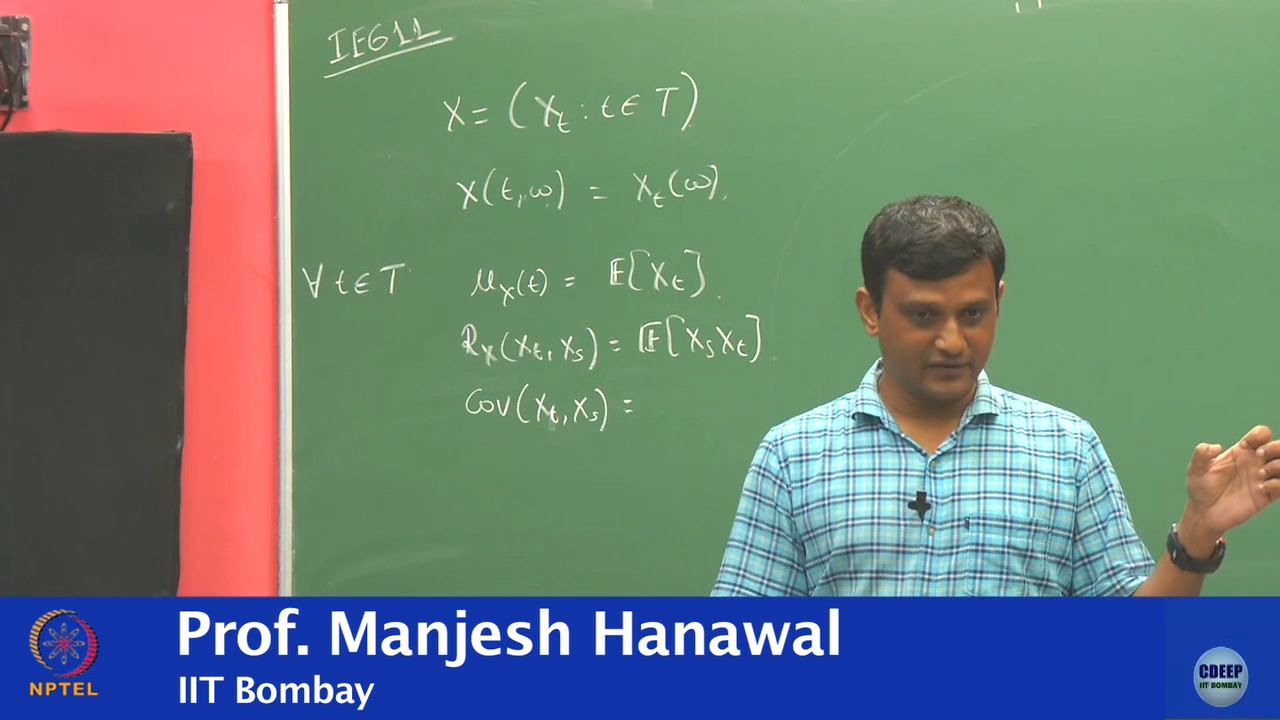 IE611
X = (X_t : t ∈ T)
X(t, ω) = X_t(ω).
∀ t ∈ T μ_X(t) = 𝔼[X_t].
R_X(X_t, X_s) = 𝔼[X_s X_t]
Cov(X_t, X_s) =
Prof. Manjesh Hanawal
IIT Bombay
NPTEL
CDEEP
IIT BOMBAY